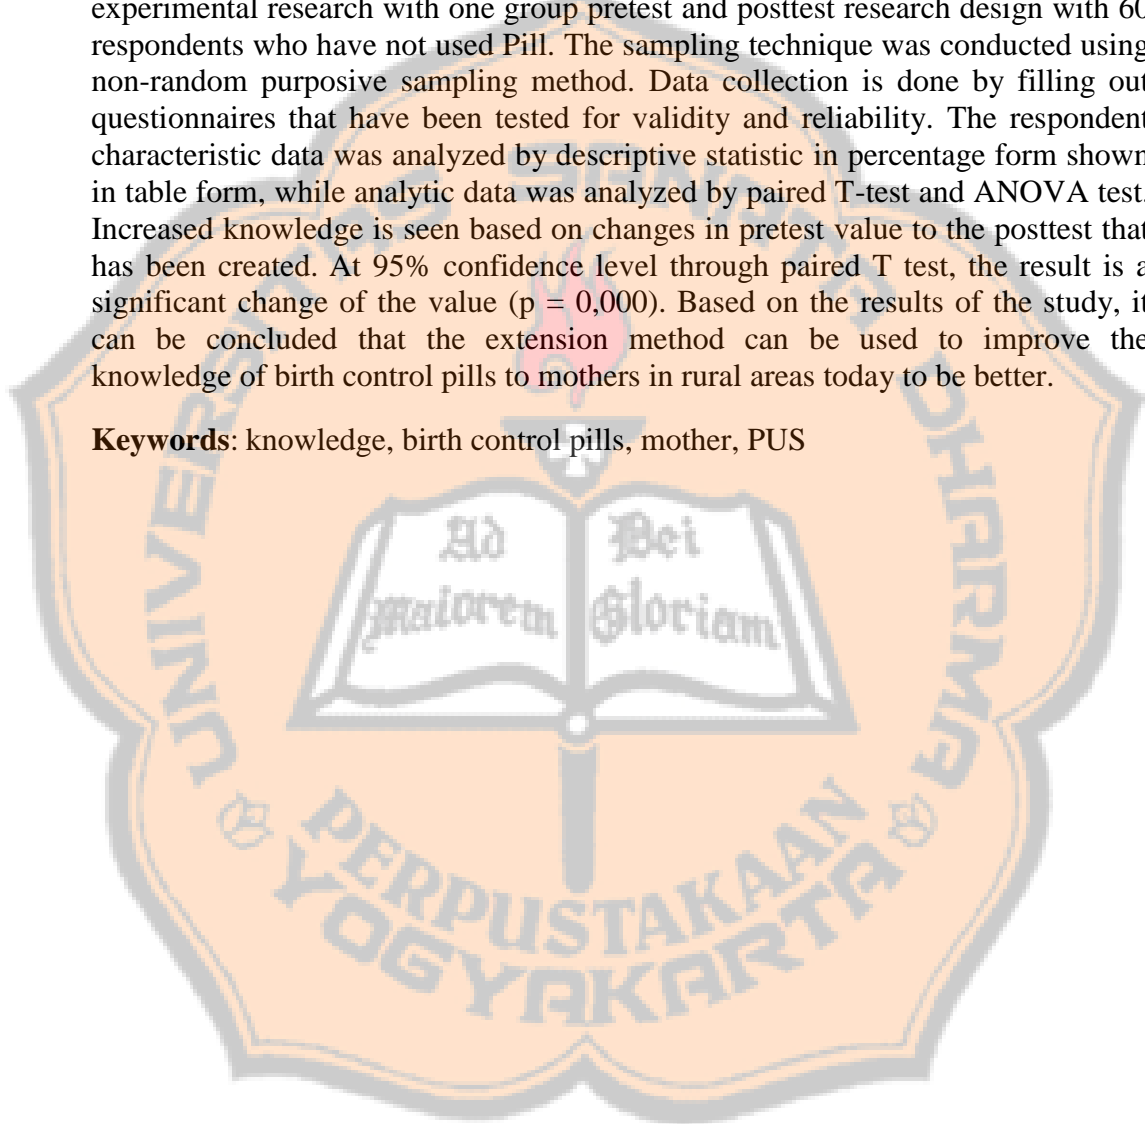 experimental research with one group pretest and posttest research design with 60
respondents who have not used Pill. The sampling technique was conducted using
non-random purposive sampling method. Data collection is done by filling out
questionnaires that have been tested for validity and reliability. The respondent
characteristic data was analyzed by descriptive statistic in percentage form shown
in table form, while analytic data was analyzed by paired T-test and ANOVA test.
Increased knowledge is seen based on changes in pretest value to the posttest that
has been created. At 95% confidence level through paired T test, the result is a
significant change of the value (p = 0,000). Based on the results of the study, it
can be concluded that the extension method can be used to improve the
knowledge of birth control pills to mothers in rural areas today to be better.
Keywords: knowledge, birth control pills, mother, PUS
UNIVERSITAS SANATA DHARMA
Ad Dei
Maiorem Gloriam
PERPUSTAKAAN
YOGYAKARTA